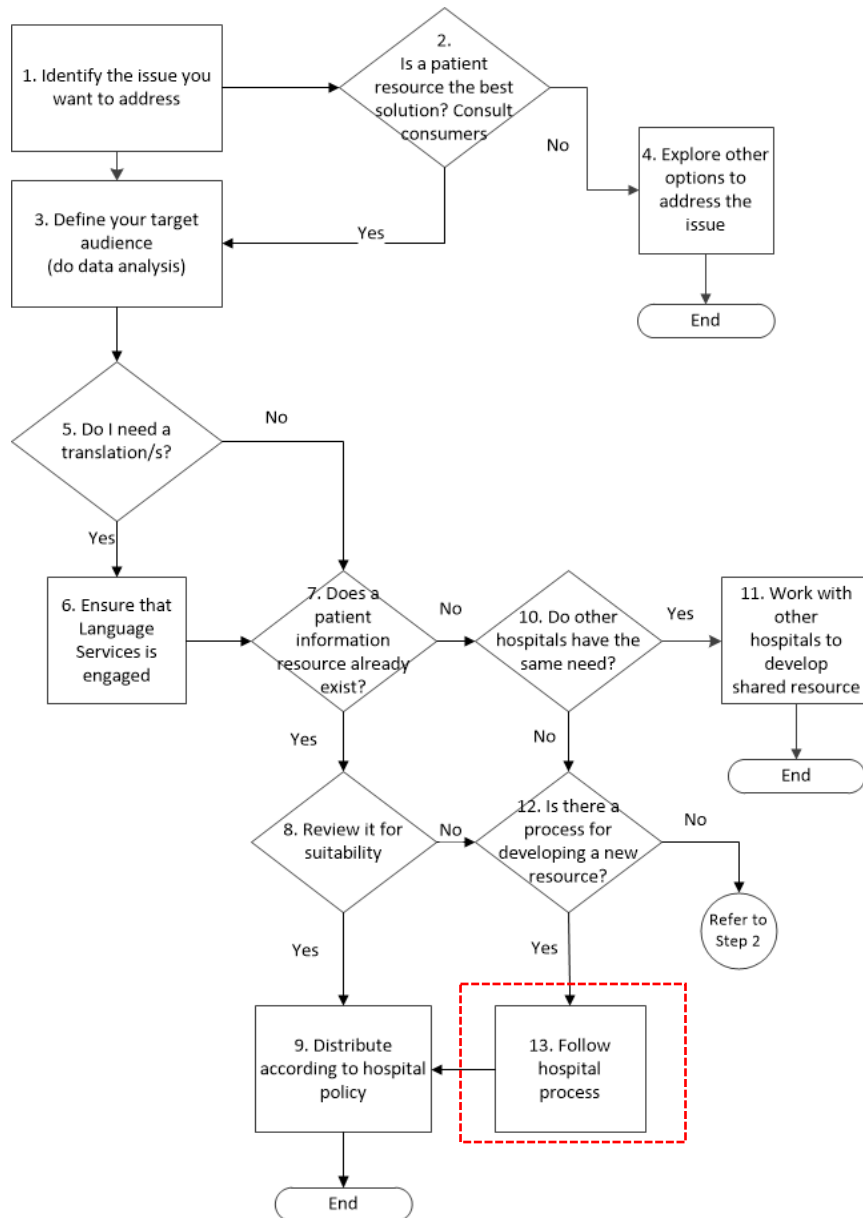 1. Identify the issue you
want to address
2.
Is a patient
resource the best
solution? Consult
consumers
No
4. Explore other
options to
address the
issue
3. Define your target
audience
(do data analysis)
Yes
End
No
5. Do I need a
translation/s?
Yes
6. Ensure that
Language
Services is
engaged
7. Does a
patient
information
resource already
exist?
No
10. Do other
hospitals have the
same need?
Yes
11. Work with
other
hospitals to
develop
shared resource
Yes
No
End
8. Review it for
suitability
No
12. Is there a
process for
developing a new
resource?
No
Refer to
Step 2
Yes
Yes
9. Distribute
according to hospital
policy
13. Follow
hospital
process
End